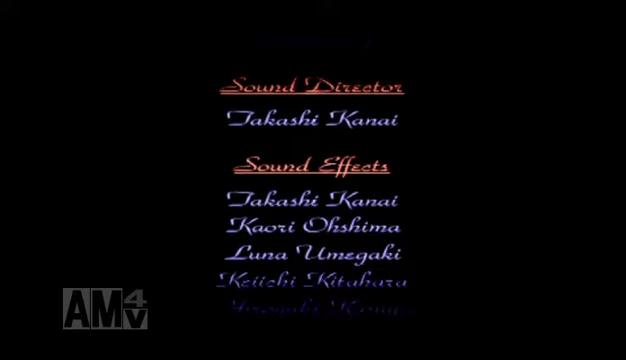 Sound Director
Takashi Kanai
Sound Effects
Takashi Kanai
Kaori Ohshima
Luna Umegaki
Keiichi Kitahara
AM4V